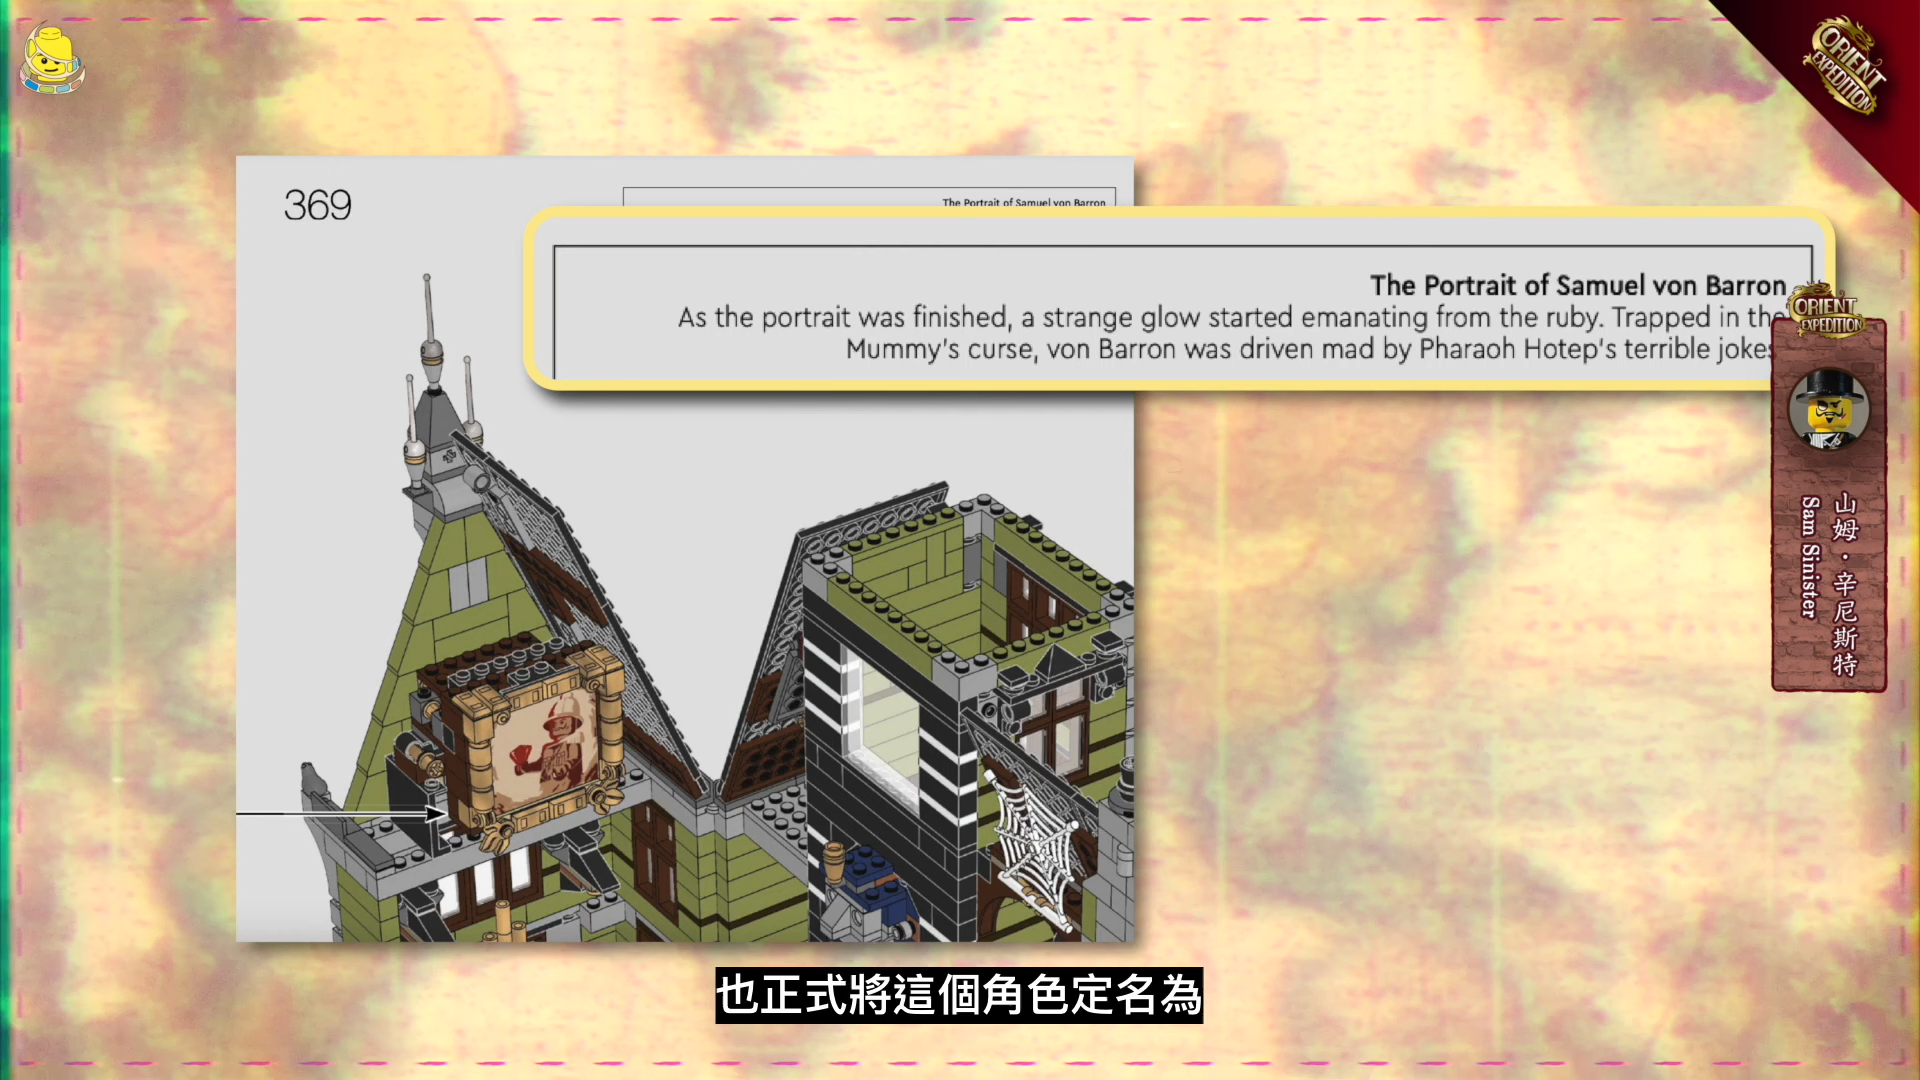 ORIENT
EXPEDITION
369
The Portrait of Samuel von Barron
The Portrait of Samuel von Barron
As the portrait was finished, a strange glow started emanating from the ruby. Trapped in the
Mummy's curse, von Barron was driven mad by Pharaoh Hotep's terrible jokes
ORIENT
EXPEDITION
山姆·辛尼斯特
Sam Sinister
也正式將這個角色定名為